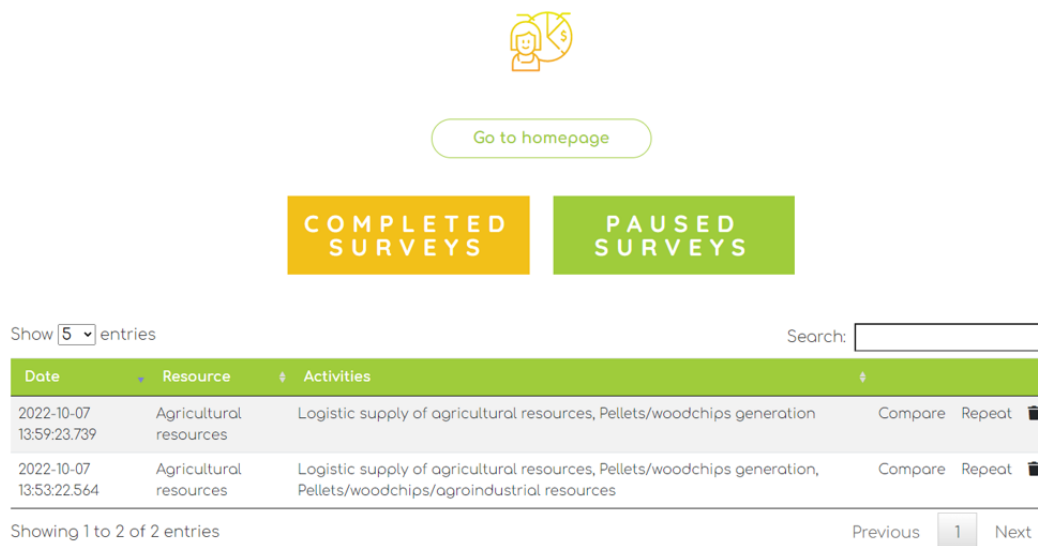 $
Go to homepage
COMPLETED
SURVEYS
PAUSED
SURVEYS
Show 5 entries
Search:
Date Resource Activities
2022-10-07 Agricultural Logistic supply of agricultural resources, Pellets/woodchips generation Compare Repeat
13:59:23.739 resources
2022-10-07 Agricultural Logistic supply of agricultural resources, Pellets/woodchips generation, Compare Repeat
13:53:22.564 resources Pellets/woodchips/agroindustrial resources
Showing 1 to 2 of 2 entries
Previous 1 Next